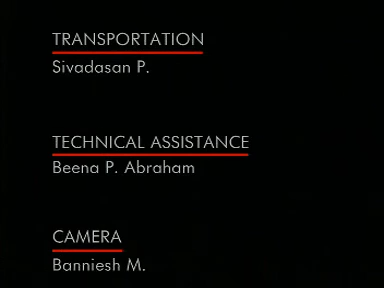 TRANSPORTATION
Sivadasan P.
TECHNICAL ASSISTANCE
Beena P. Abraham
CAMERA
Banniesh M.